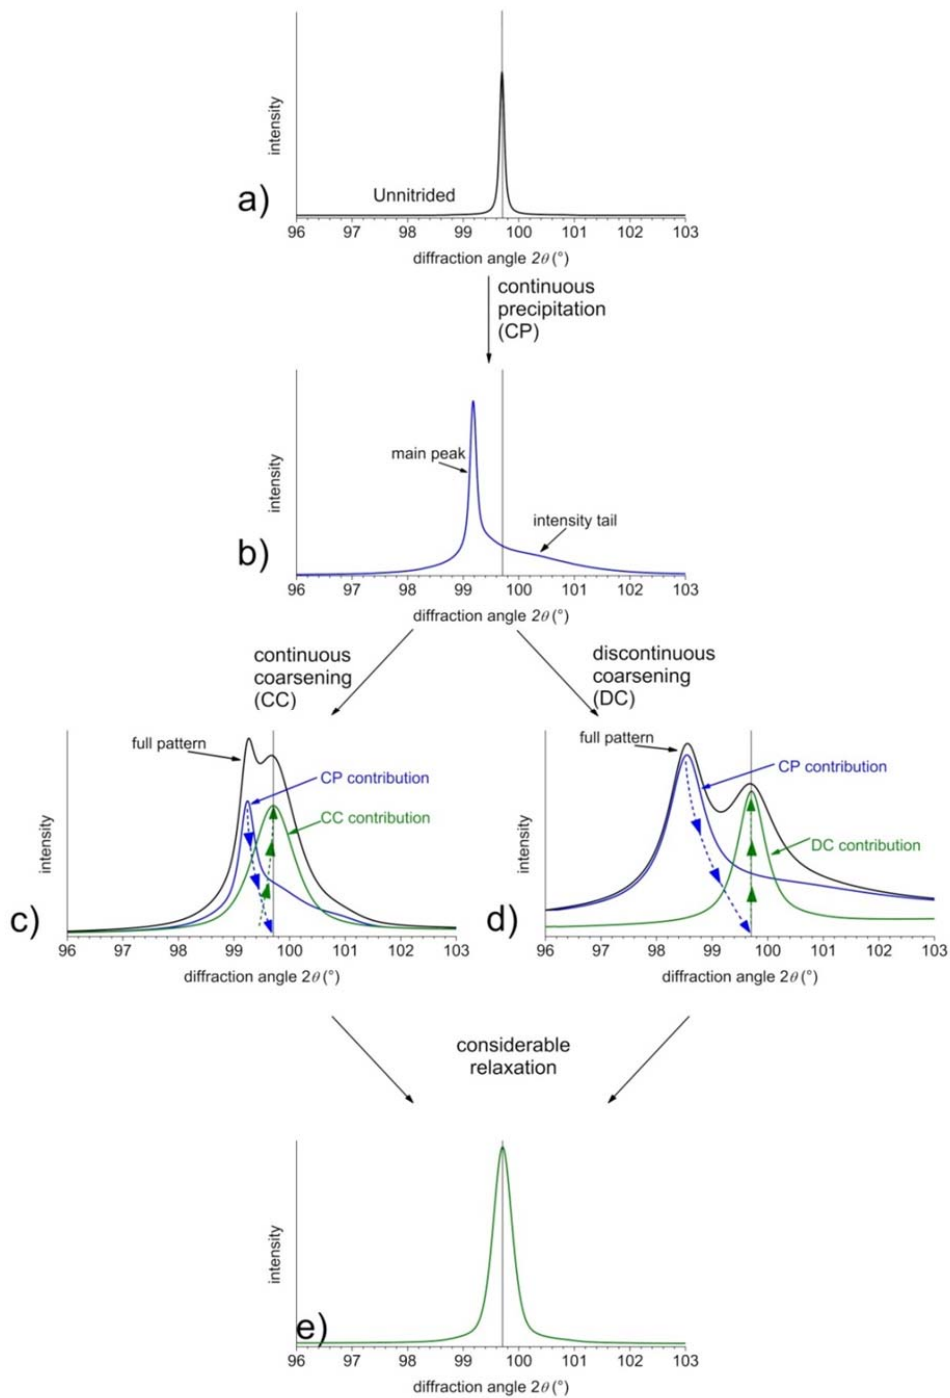 intensity
a)
Unnitrided
96 97 98 99 100 101 102 103
diffraction angle 2θ (°)
continuous
precipitation
(CP)
intensity
main peak
intensity tail
b)
96 97 98 99 100 101 102 103
diffraction angle 2θ (°)
continuous
coarsening
(CC)
discontinuous
coarsening
(DC)
intensity
full pattern
CP contribution
CC contribution
c)
96 97 98 99 100 101 102 103
diffraction angle 2θ (°)
intensity
full pattern
CP contribution
DC contribution
d)
96 97 98 99 100 101 102 103
diffraction angle 2θ (°)
considerable
relaxation
intensity
e)
96 97 98 99 100 101 102 103
diffraction angle 2θ (°)